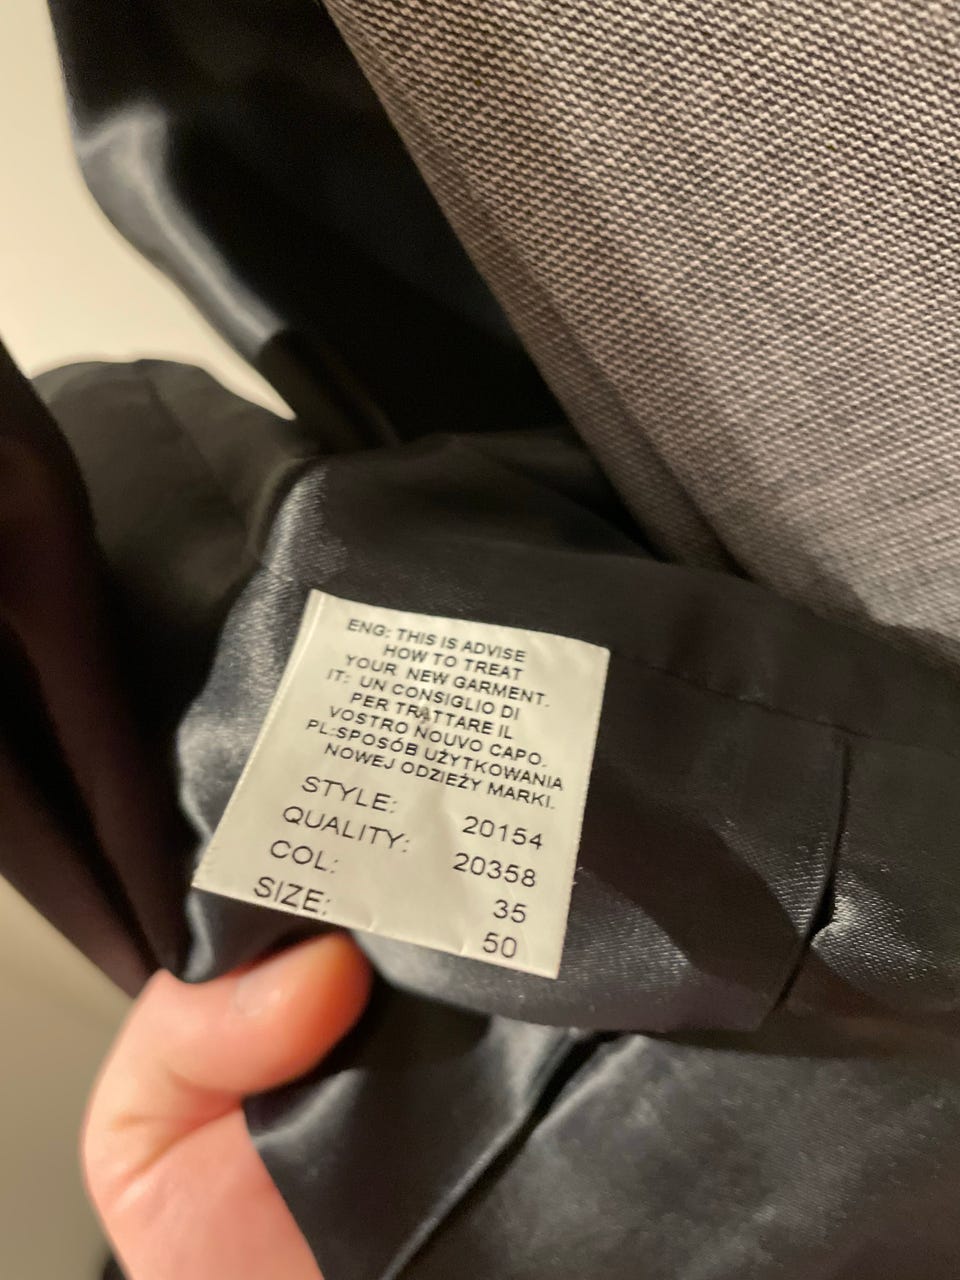 ENG: THIS IS ADVISE
HOW TO TREAT
YOUR NEW GARMENT.
IT: UN CONSIGLIO DI
PER TRATTARE IL
VOSTRO NOUVO CAPO.
PL.:SPOSÓB UŻYTKOWANIA
NOWEJ ODZIEŻY MARKI.
STYLE: 20154
QUALITY: 20358
COL: 35
SIZE: 50